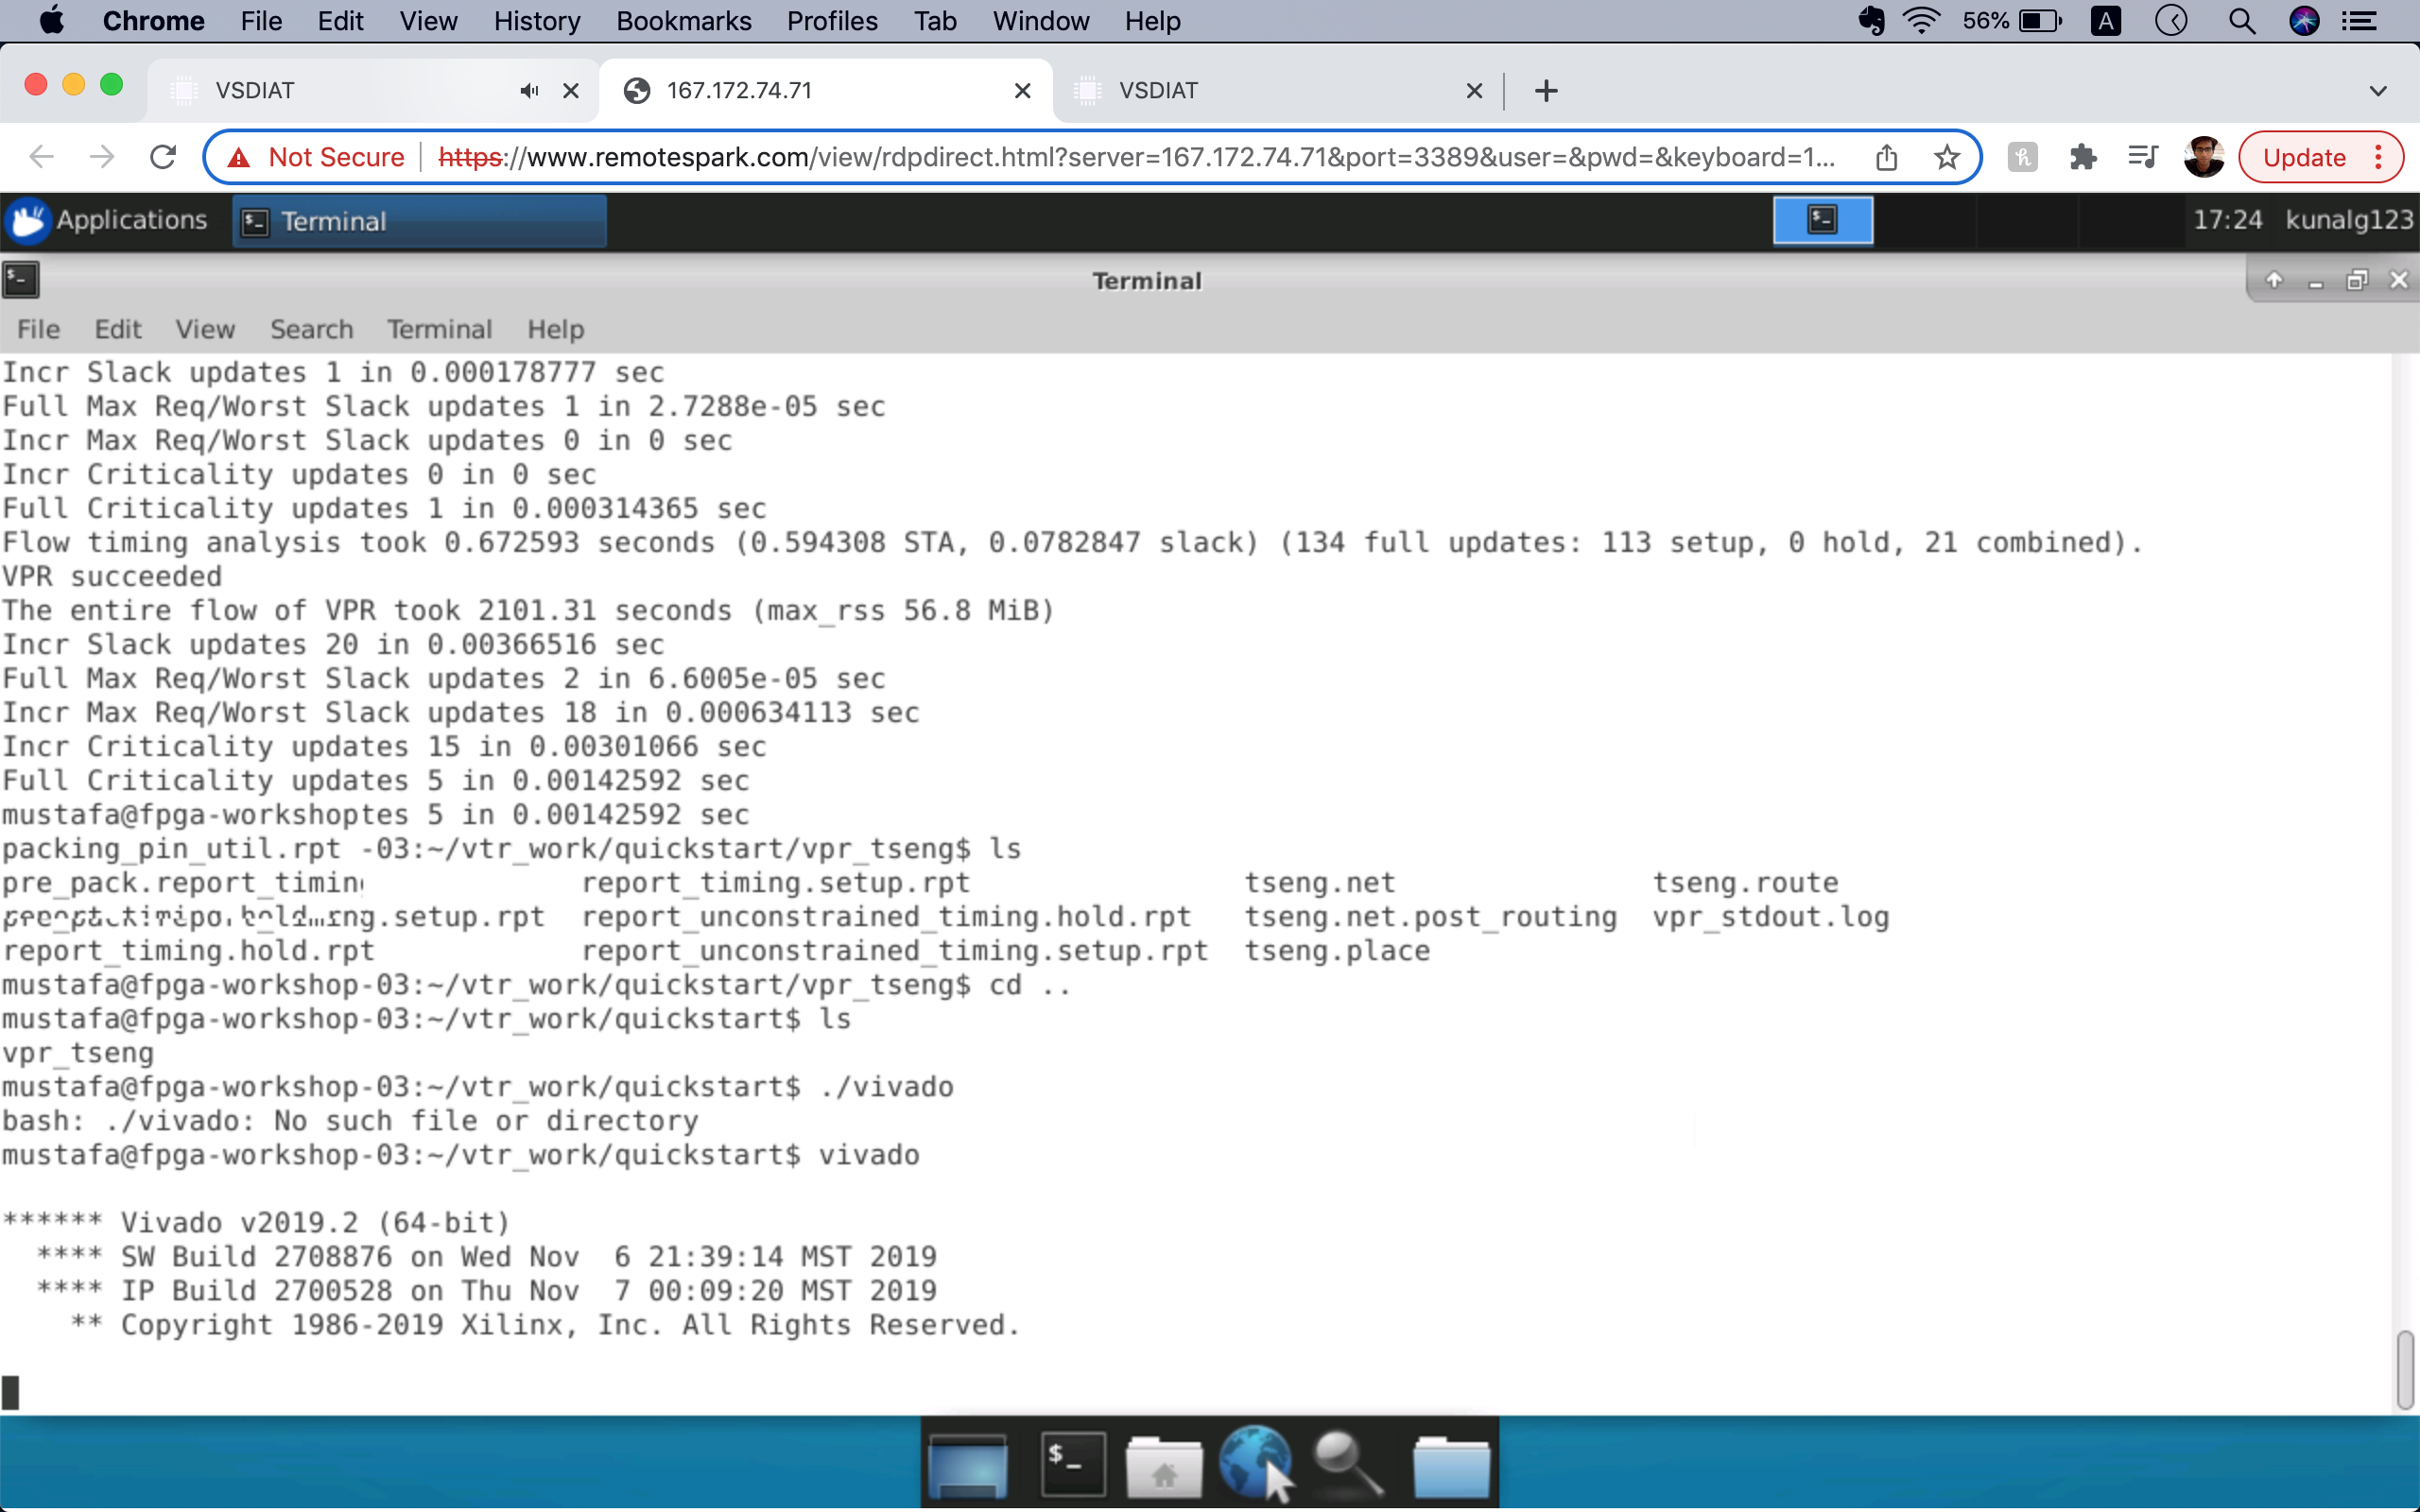 Chrome File Edit View History Bookmarks Profiles Tab Window Help 56% A
VSDIAT 167.172.74.71 VSDIAT
Not Secure https://www.remotespark.com/view/rdpdirect.html?server=167.172.74.71&port=3389&user=&pwd=&keyboard=1... Update
Applications Terminal 17:24 kunalg123
Terminal
File Edit View Search Terminal Help
Incr Slack updates 1 in 0.000178777 sec
Full Max Req/Worst Slack updates 1 in 2.7288e-05 sec
Incr Max Req/Worst Slack updates 0 in 0 sec
Incr Criticality updates 0 in 0 sec
Full Criticality updates 1 in 0.000314365 sec
Flow timing analysis took 0.672593 seconds (0.594308 STA, 0.0782847 slack) (134 full updates: 113 setup, 0 hold, 21 combined).
VPR succeeded
The entire flow of VPR took 2101.31 seconds (max_rss 56.8 MiB)
Incr Slack updates 20 in 0.00366516 sec
Full Max Req/Worst Slack updates 2 in 6.6005e-05 sec
Incr Max Req/Worst Slack updates 18 in 0.000634113 sec
Incr Criticality updates 15 in 0.00301066 sec
Full Criticality updates 5 in 0.00142592 sec
mustafa@fpga-workshoptes 5 in 0.00142592 sec
packing_pin_util.rpt -03:~/vtr_work/quickstart/vpr_tseng$ ls
pre_pack.report_timin report_timing.setup.rpt tseng.net tseng.route
.setup.rpt report_unconstrained_timing.hold.rpt tseng.net.post_routing vpr_stdout.log
report_timing.hold.rpt report_unconstrained_timing.setup.rpt tseng.place
mustafa@fpga-workshop-03:~/vtr_work/quickstart/vpr_tseng$ cd ..
mustafa@fpga-workshop-03:~/vtr_work/quickstart$ ls
vpr_tseng
mustafa@fpga-workshop-03:~/vtr_work/quickstart$ ./vivado
bash: ./vivado: No such file or directory
mustafa@fpga-workshop-03:~/vtr_work/quickstart$ vivado
****** Vivado v2019.2 (64-bit)
**** SW Build 2708876 on Wed Nov 6 21:39:14 MST 2019
**** IP Build 2700528 on Thu Nov 7 00:09:20 MST 2019
** Copyright 1986-2019 Xilinx, Inc. All Rights Reserved.
$_